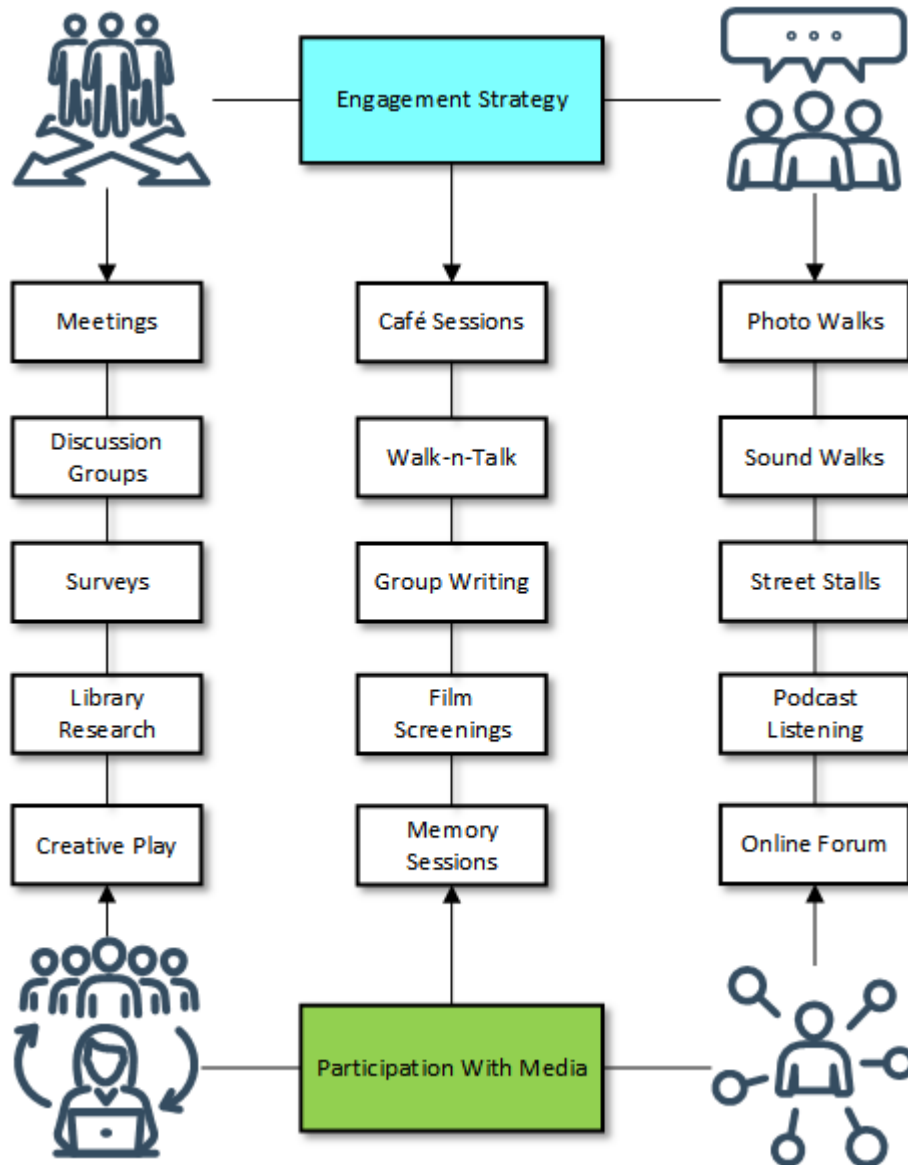 Engagement Strategy
Meetings
Café Sessions
Photo Walks
Discussion
Groups
Walk-n-Talk
Sound Walks
Surveys
Group Writing
Street Stalls
Library
Research
Film
Screenings
Podcast
Listening
Creative Play
Memory
Sessions
Online Forum
Participation With Media